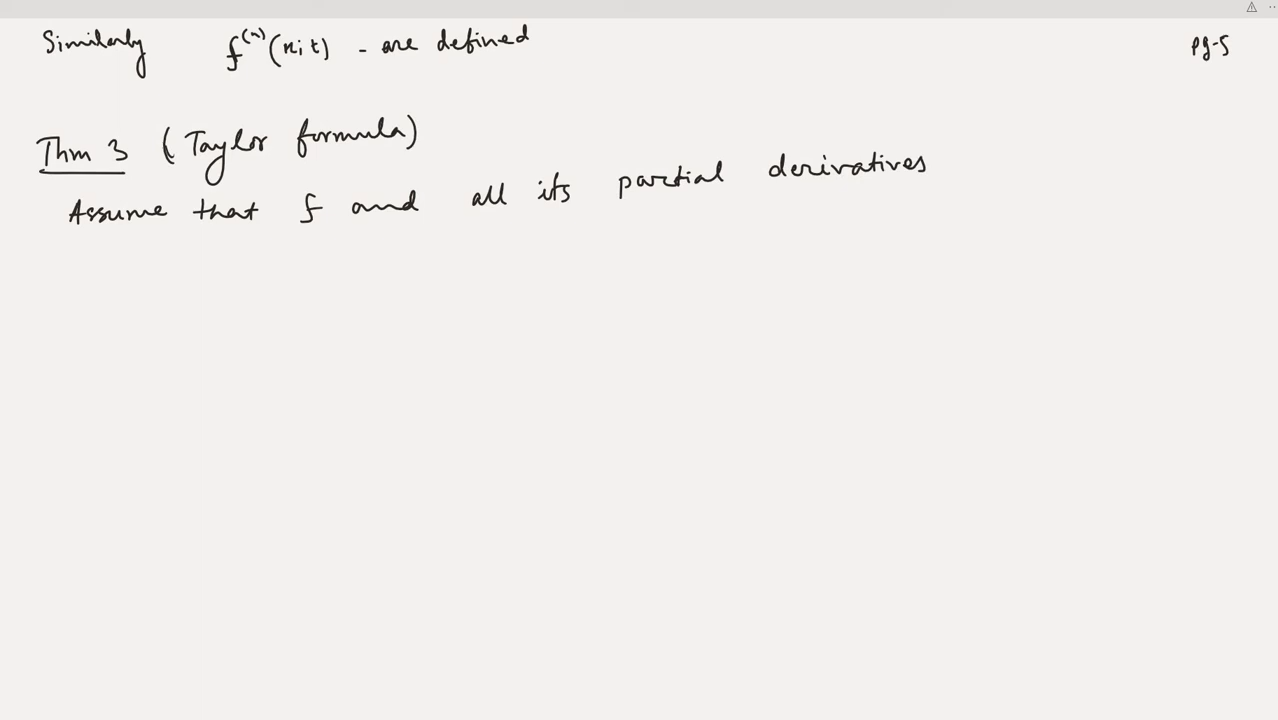 Similarly f^(n)(x; t) - are defined
Pg-5
Thm 3 (Taylor formula)
Assume that f and all its partial derivatives